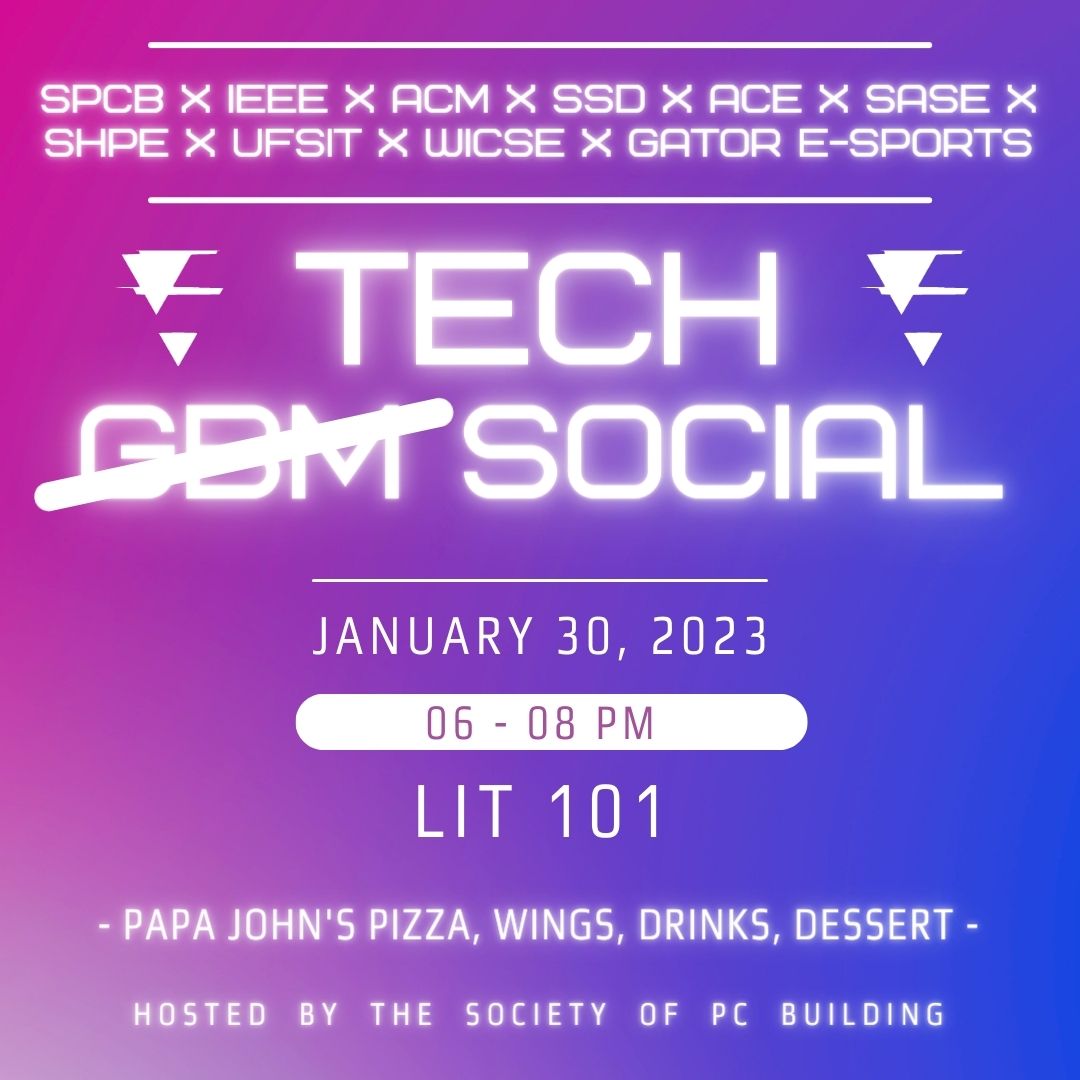 SPCB X IEEE X ACM X SSD X ACE X SASE X
SHPE X UFSIT X WICSE X GATOR E-SPORTS
TECH
GBM SOCIAL
JANUARY 30, 2023
06 - 08 PM
LIT 101
- PAPA JOHN'S PIZZA, WINGS, DRINKS, DESSERT -
HOSTED BY THE SOCIETY OF PC BUILDING